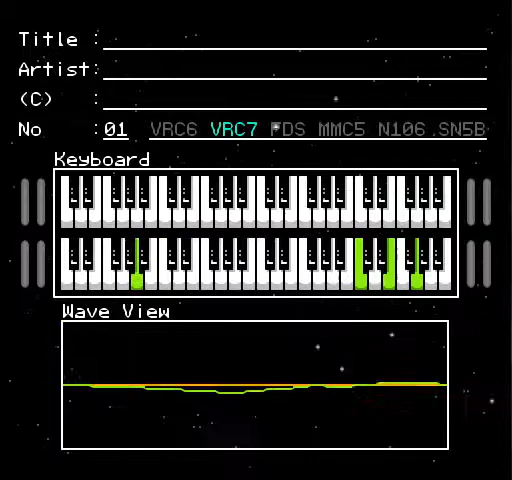 Title :
Artist:
(C) :
No :01 VRC6 VRC7 FDS MMC5 N106 SN5B
Keyboard
Wave View